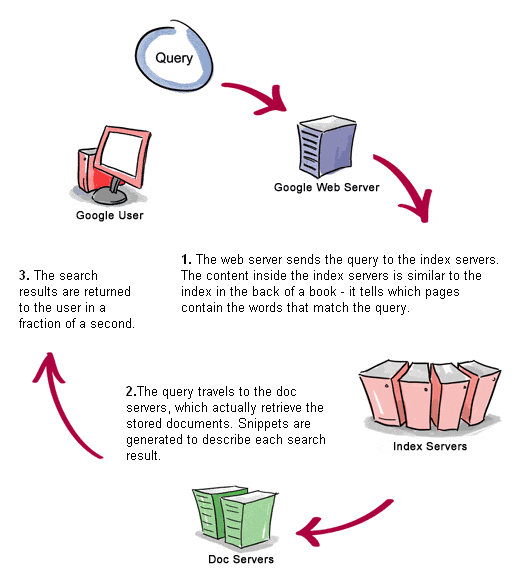 Query
Google Web Server
Google User
1. The web server sends the query to the index servers.
The content inside the index servers is similar to the
index in the back of a book - it tells which pages
contain the words that match the query.
3. The search
results are returned
to the user in a
fraction of a second.
2.The query travels to the doc
servers, which actually retrieve the
stored documents. Snippets are
generated to describe each search
result.
Index Servers
Doc Servers